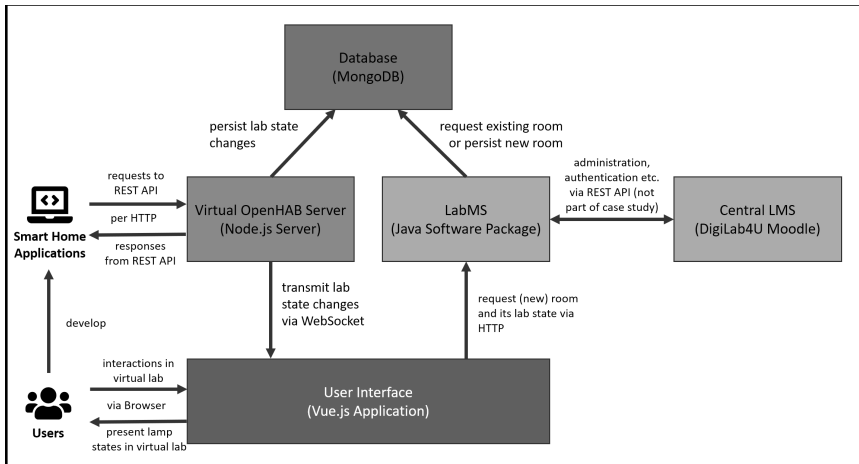 Database
(MongoDB)
persist lab state
changes
request existing room
or persist new room
requests to
REST API
per HTTP
responses
from REST API
Smart Home
Applications
Virtual OpenHAB Server
(Node.js Server)
LabMS
(Java Software Package)
administration,
authentication etc.
via REST API (not
part of case study)
Central LMS
(DigiLab4U Moodle)
develop
transmit lab
state changes
via WebSocket
request (new) room
and its lab state via
HTTP
interactions in
virtual lab
via Browser
present lamp
states in virtual lab
Users
User Interface
(Vue.js Application)